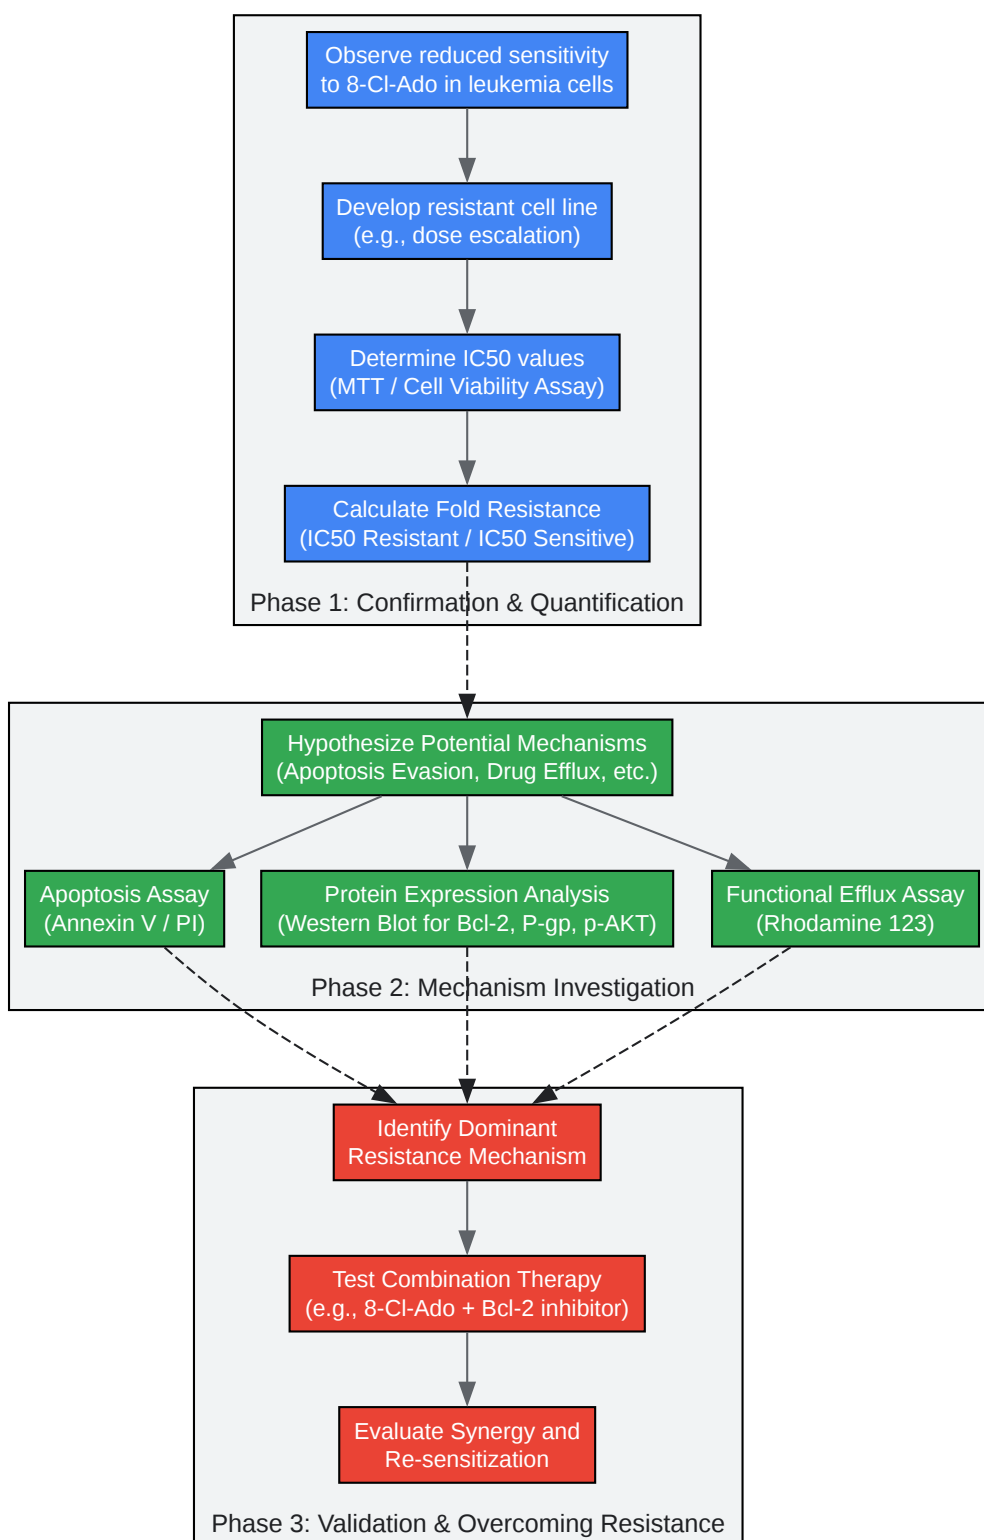 Observe reduced sensitivity
to 8-Cl-Ado in leukemia cells
Develop resistant cell line
(e.g., dose escalation)
Determine IC50 values
(MTT / Cell Viability Assay)
Calculate Fold Resistance
(IC50 Resistant / IC50 Sensitive)
Phase 1: Confirmation & Quantification
Hypothesize Potential Mechanisms
(Apoptosis Evasion, Drug Efflux, etc.)
Apoptosis Assay
(Annexin V / PI)
Protein Expression Analysis
(Western Blot for Bcl-2, P-gp, p-AKT)
Functional Efflux Assay
(Rhodamine 123)
Phase 2: Mechanism Investigation
Identify Dominant
Resistance Mechanism
Test Combination Therapy
(e.g., 8-Cl-Ado + Bcl-2 inhibitor)
Evaluate Synergy and
Re-sensitization
Phase 3: Validation & Overcoming Resistance